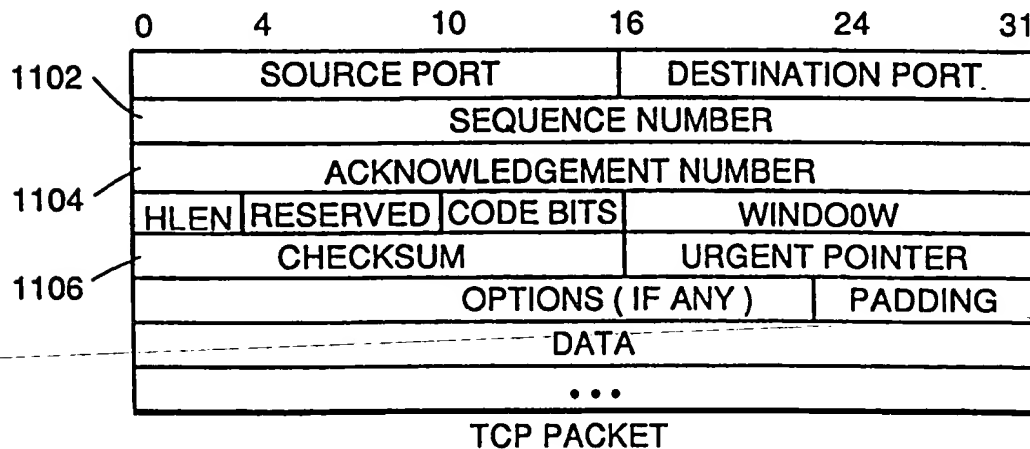 0 4 10 16 24 31
1102 SOURCE PORT DESTINATION PORT.
SEQUENCE NUMBER
1104 ACKNOWLEDGEMENT NUMBER
HLEN RESERVED CODE BITS WINDO0W
1106 CHECKSUM URGENT POINTER
OPTIONS ( IF ANY ) PADDING
DATA
•••
TCP PACKET